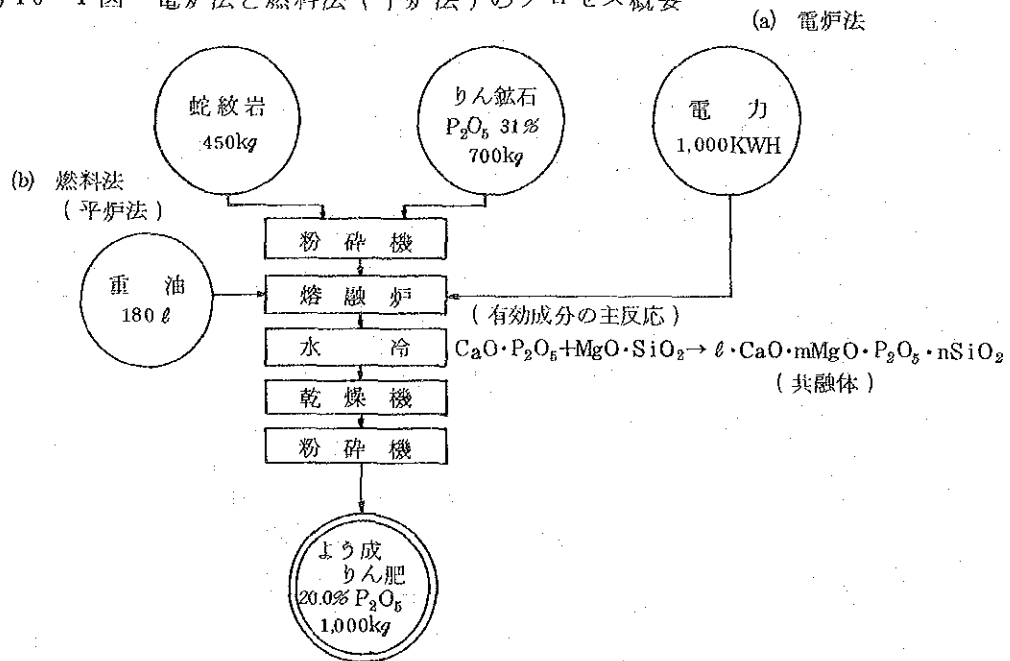 10-1図 電炉法と燃料法(平炉法)のプロセス概要
(a) 電炉法
蛇紋岩
450kg
りん鉱石
P₂O₅ 31%
700kg
電力
1,000KWH
(b) 燃料法
(平炉法)
粉砕機
重油
180ℓ
熔融炉
(有効成分の主反応)
水冷
CaO·P₂O₅+MgO·SiO₂→ℓ·CaO·mMgO·P₂O₅·nSiO₂
(共融体)
乾燥機
粉砕機
よう成
りん肥
20.0% P₂O₅
1,000kg